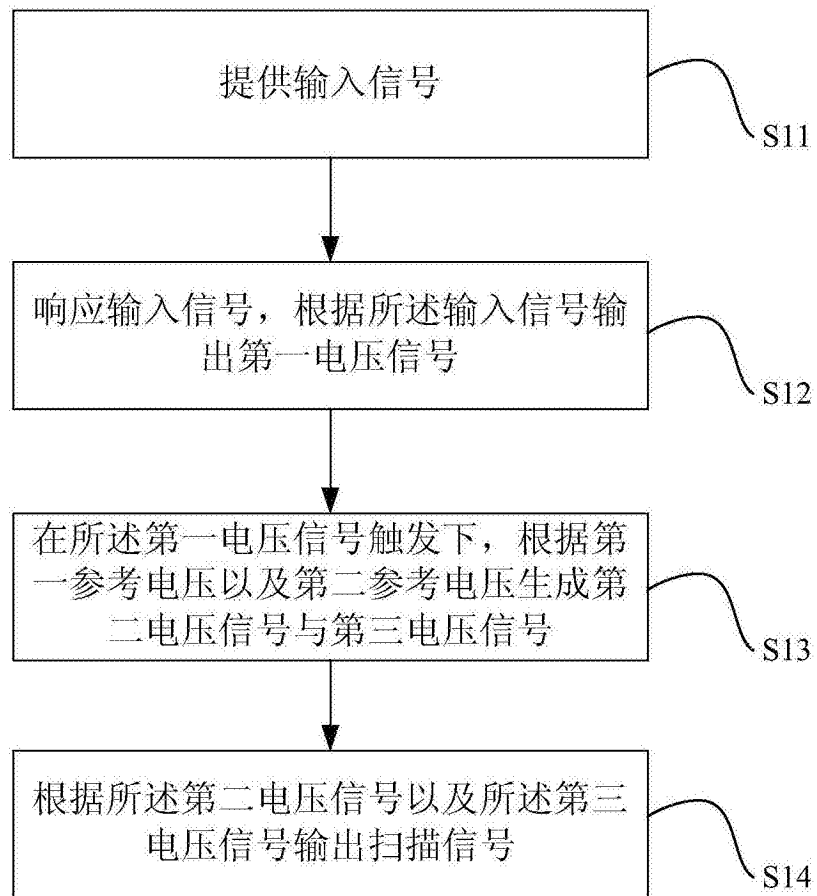 提供输入信号
S11
响应输入信号，根据所述输入信号输
出第一电压信号
S12
在所述第一电压信号触发下，根据第
一参考电压以及第二参考电压生成第
二电压信号与第三电压信号
S13
根据所述第二电压信号以及所述第三
电压信号输出扫描信号
S14